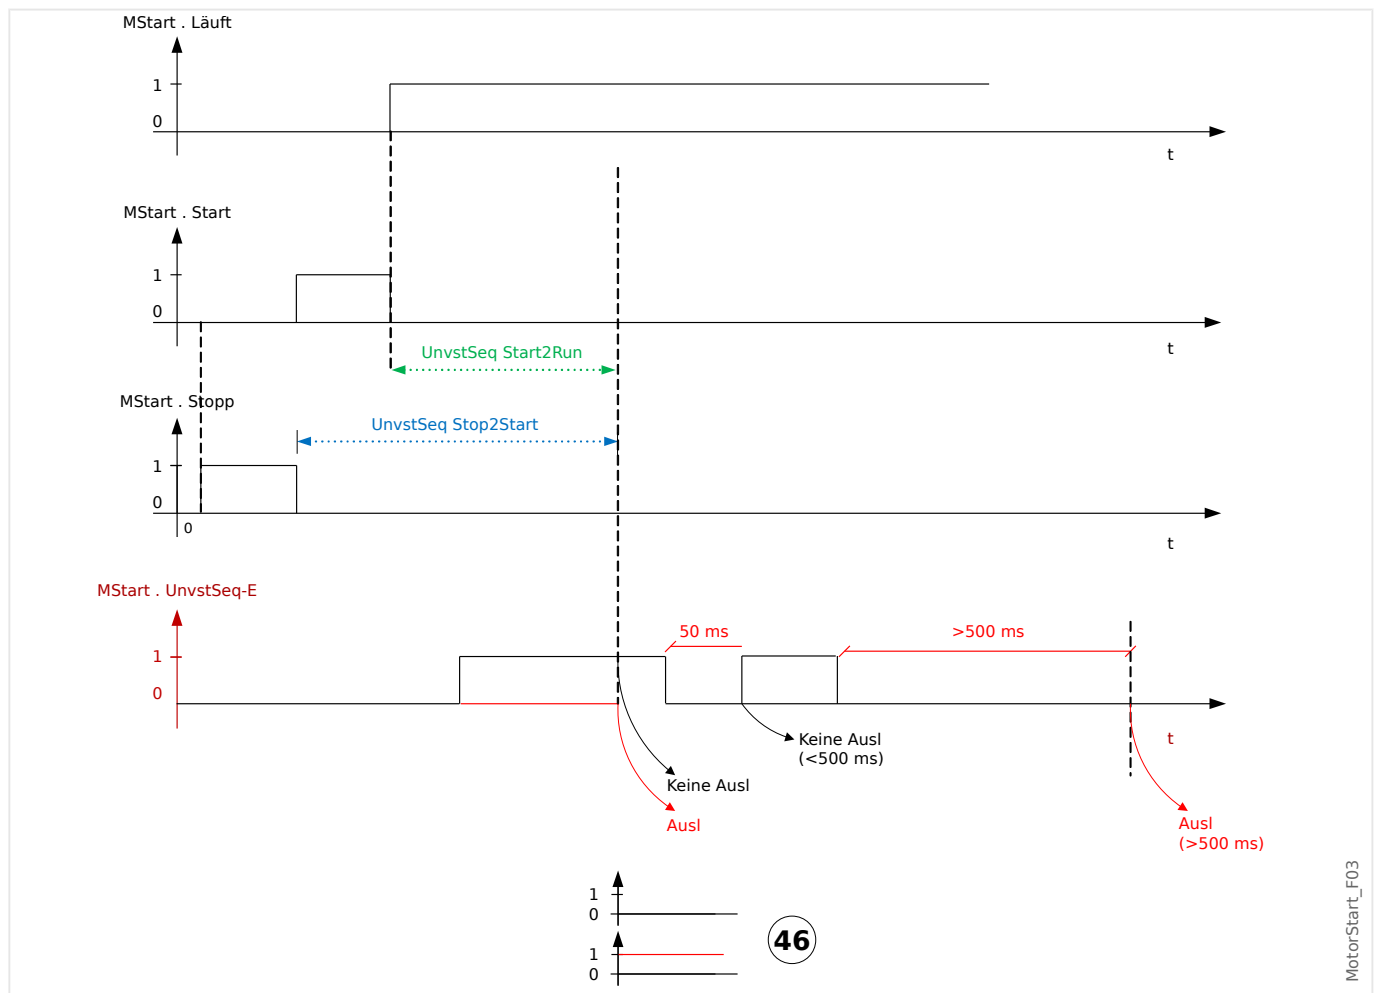 MStart . Läuft
1
0
t
MStart . Start
1
0
t
UnvstSeq Start2Run
MStart . Stopp
UnvstSeq Stop2Start
1
0
0
t
MStart . UnvstSeq-E
50 ms
>500 ms
1
0
t
Keine Ausl
(<500 ms)
Keine Ausl
Ausl
Ausl
(>500 ms)
1
0
46
1
0
MotorStart_F03